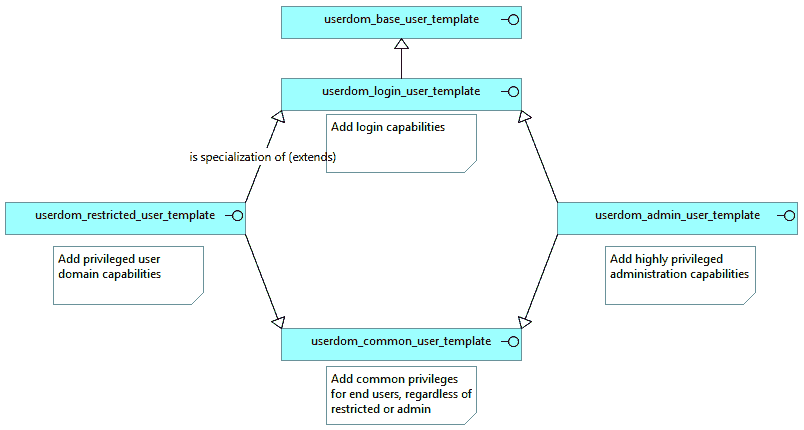 userdom_base_user_template
userdom_login_user_template
Add login capabilities
is specialization of (extends)
userdom_restricted_user_template
userdom_admin_user_template
Add privileged user
domain capabilities
Add highly privileged
administration capabilities
userdom_common_user_template
Add common privileges
for end users, regardless of
restricted or admin